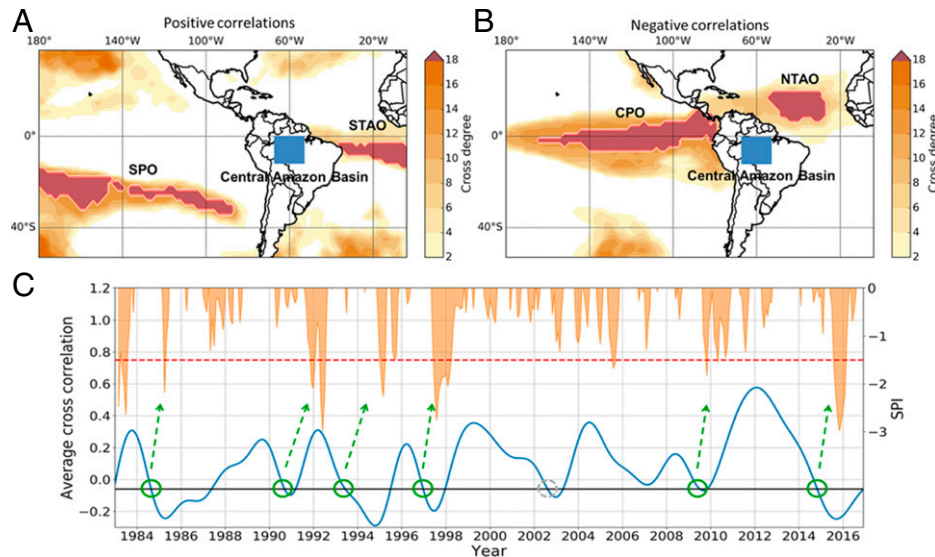 A
Positive correlations
180° 140°W 100°W 60°W 20°W
0°
40°S
SPO
STAO
Central Amazon Basin
18
16
14
12
10
8
6
4
2
Cross degree
B
Negative correlations
180° 140°W 100°W 60°W 20°W
0°
40°S
CPO
NTAO
Central Amazon Basin
18
16
14
12
10
8
6
4
2
Cross degree
C
1.2
1.0
0.8
0.6
0.4
0.2
0.0
−0.2
Average cross correlation
0
−1
−2
−3
SPI
1984 1986 1988 1990 1992 1994 1996 1998 2000 2002 2004 2006 2008 2010 2012 2014 2016
Year